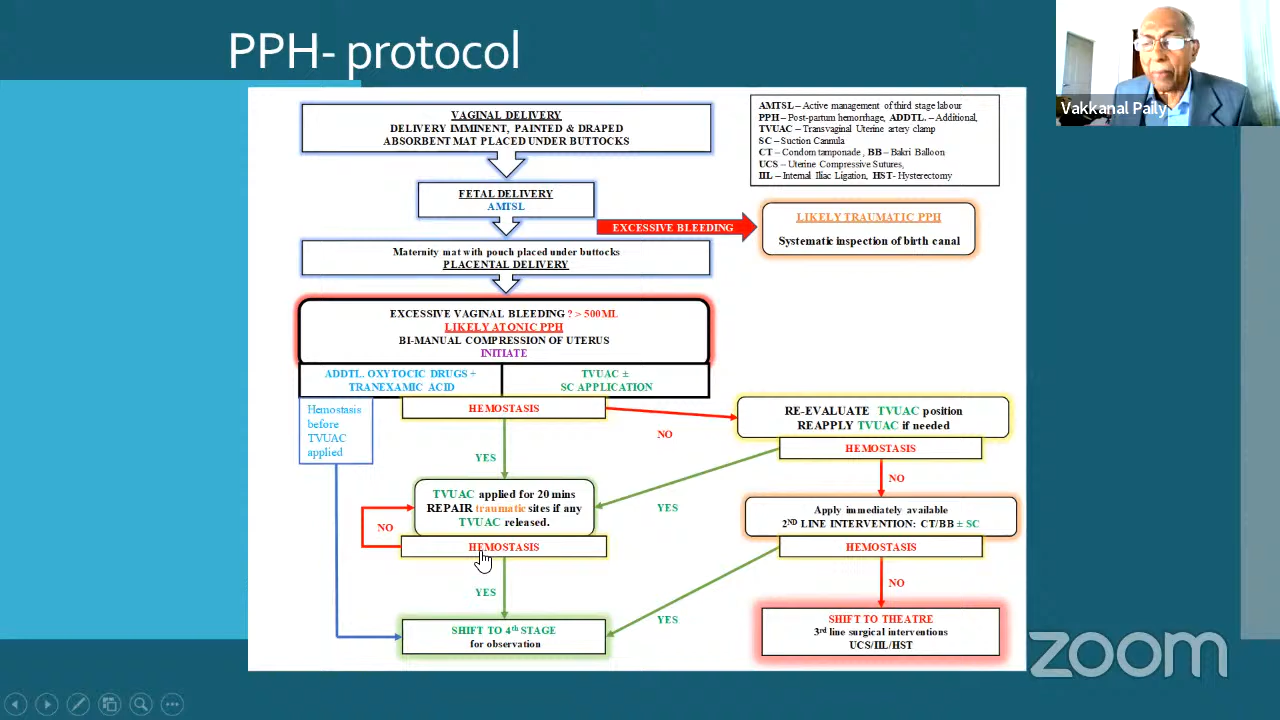 PPH- protocol
Vakkanal Paily
VAGINAL DELIVERY
DELIVERY IMMINENT, PAINTED & DRAPED
ABSORBENT MAT PLACED UNDER BUTTOCKS
AMTSL – Active management of third stage labour
PPH – Post-partum hemorrhage, ADDTL. – Additional,
TVUAC – Transvaginal Uterine artery clamp
SC – Suction Cannula
CT – Condom tamponade , BB – Bakri Balloon
UCS – Uterine Compressive Sutures,
IIL – Internal Iliac Ligation, HST- Hysterectomy
FETAL DELIVERY
AMTSL
EXCESSIVE BLEEDING
LIKELY TRAUMATIC PPH
Systematic inspection of birth canal
Maternity mat with pouch placed under buttocks
PLACENTAL DELIVERY
EXCESSIVE VAGINAL BLEEDING ? > 500ML
LIKELY ATONIC PPH
BI-MANUAL COMPRESSION OF UTERUS
INITIATE
ADDTL. OXYTOCIC DRUGS +
TRANEXAMIC ACID
TVUAC ±
SC APPLICATION
HEMOSTASIS
Hemostasis
before
TVUAC
applied
NO
RE-EVALUATE TVUAC position
REAPPLY TVUAC if needed
HEMOSTASIS
YES
NO
TVUAC applied for 20 mins
REPAIR traumatic sites if any
TVUAC released.
YES
Apply immediately available
2ND LINE INTERVENTION: CT/BB ± SC
NO
HEMOSTASIS
HEMOSTASIS
YES
NO
SHIFT TO 4th STAGE
for observation
YES
SHIFT TO THEATRE
3rd line surgical interventions
UCS/IIL/HST
zoom